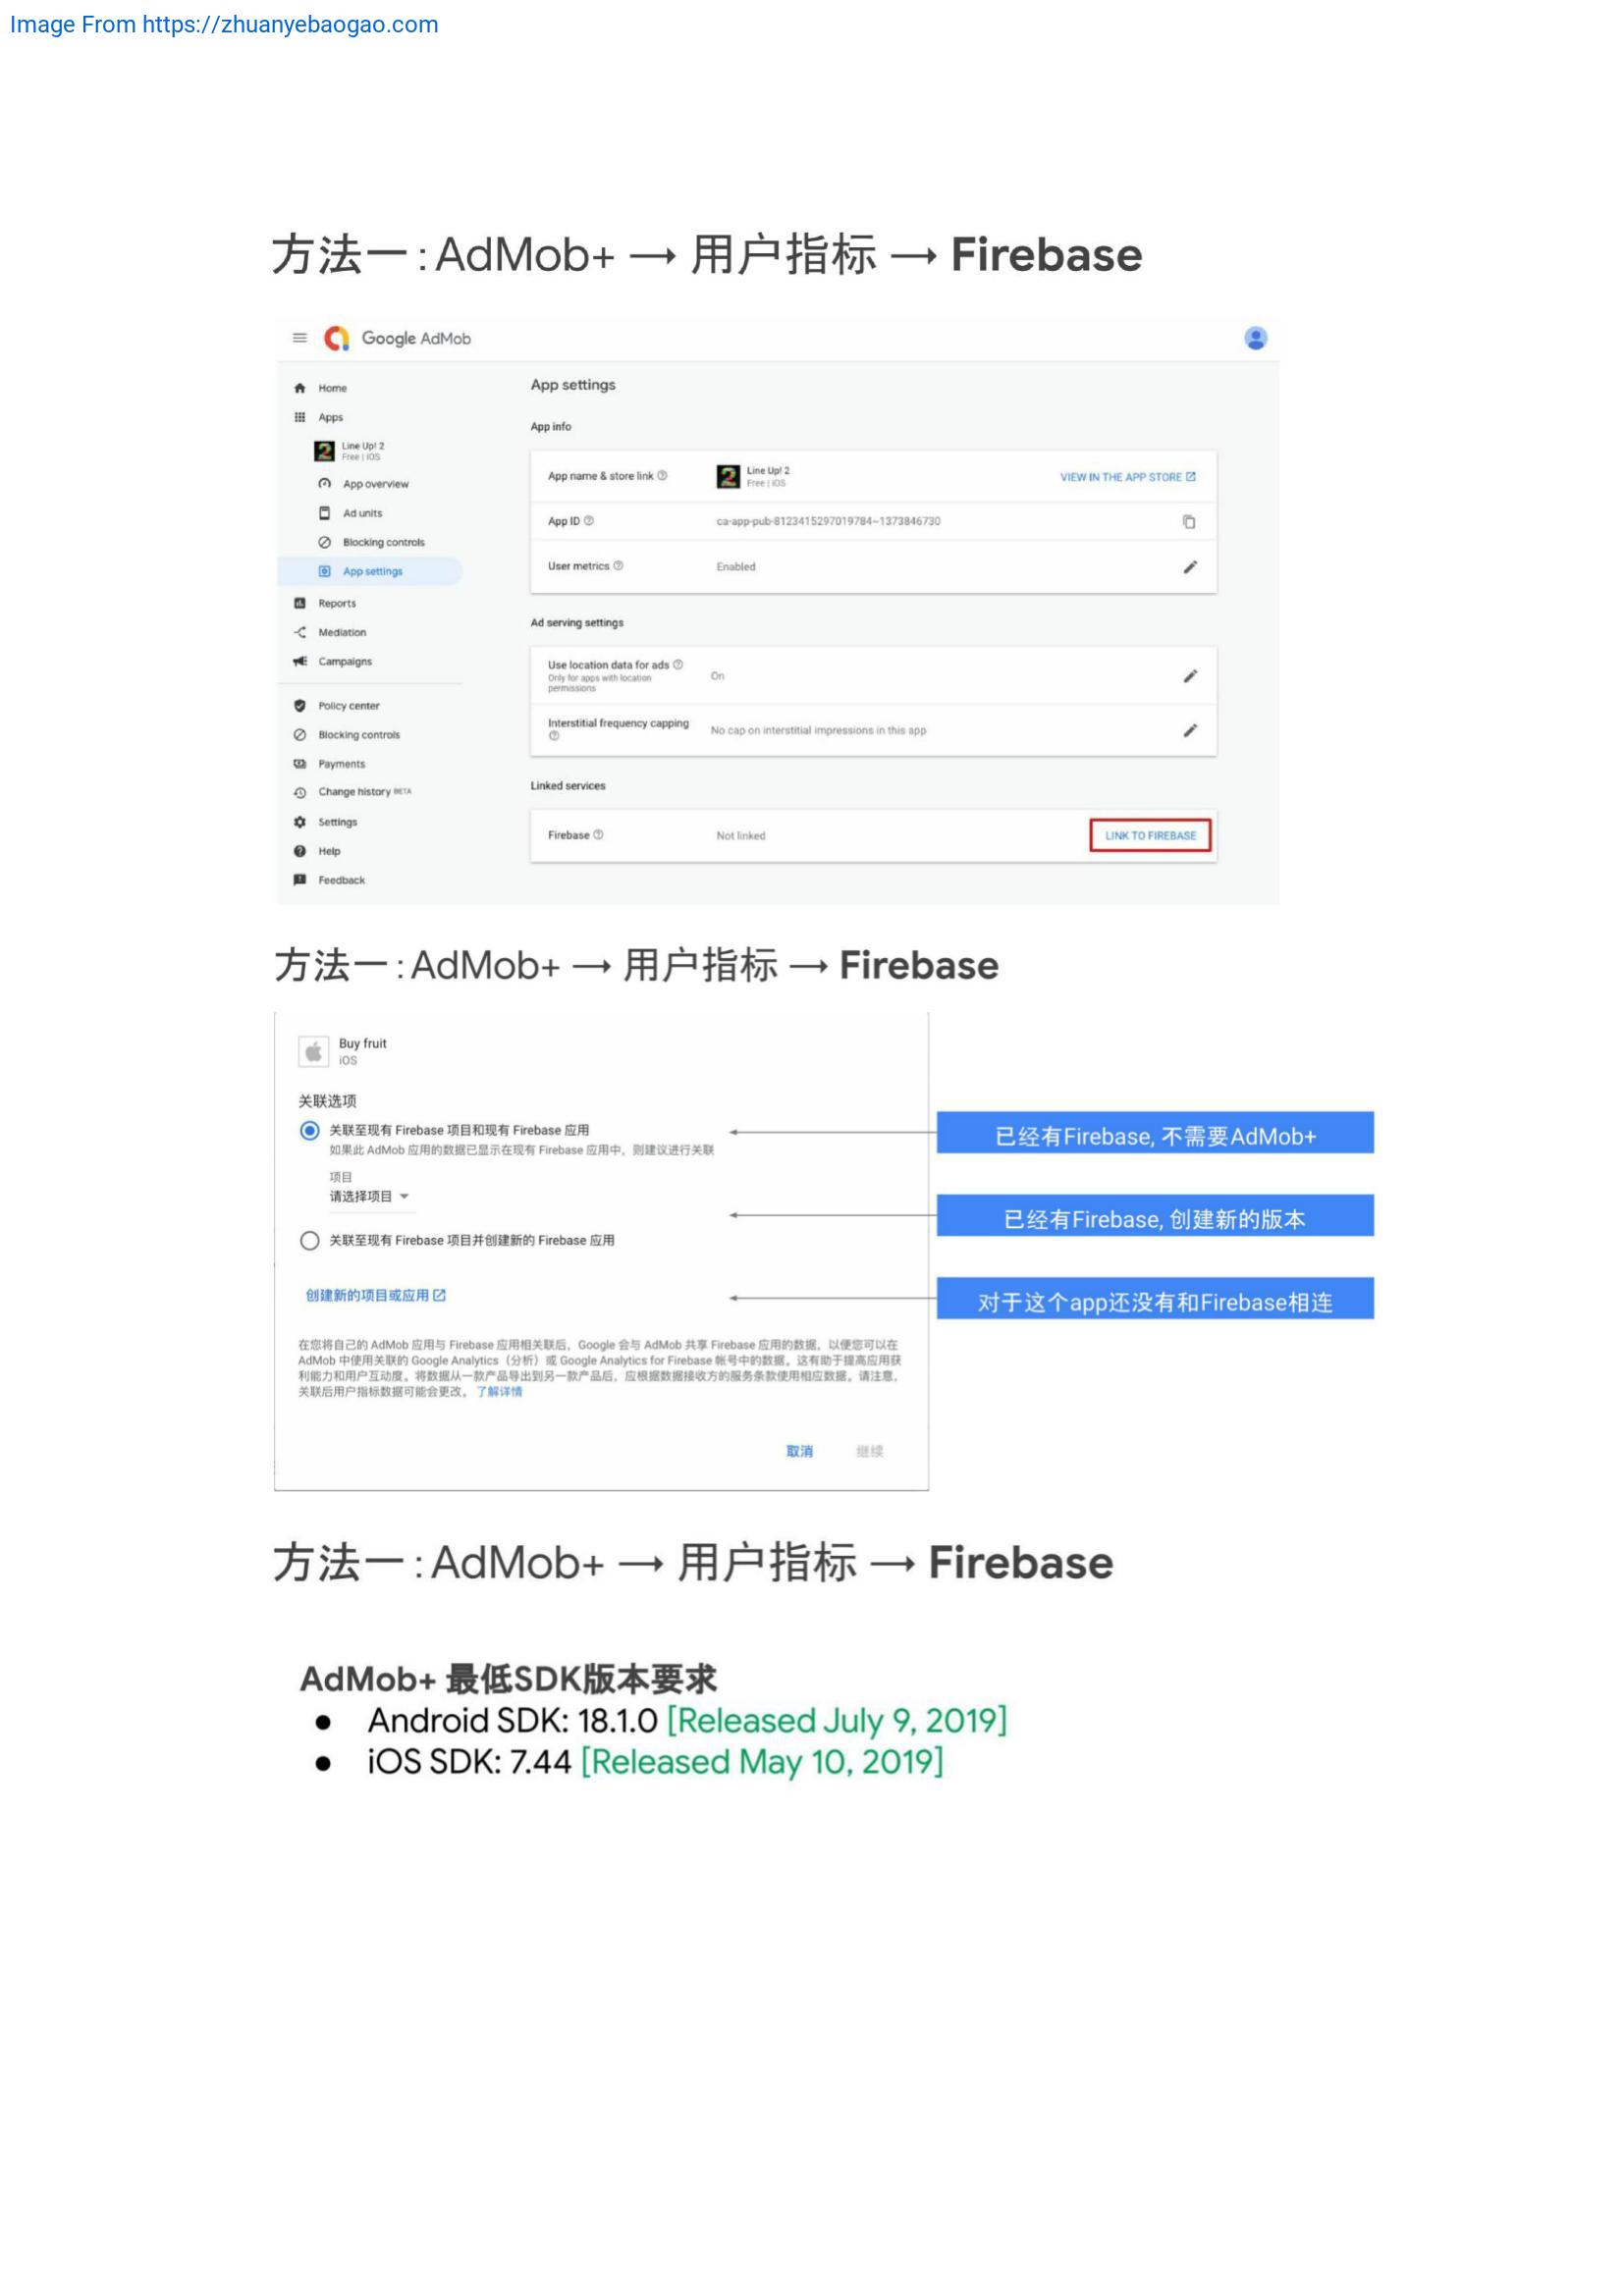 Image From https://zhuanyebaogao.com
方法一:AdMob+ → 用户指标 → Firebase
Google AdMob
Home
Apps
Line Up! 2
Free | iOS
App overview
Ad units
Blocking controls
App settings
Reports
Mediation
Campaigns
Policy center
Blocking controls
Payments
Change history BETA
Settings
Help
Feedback
App settings
App info
App name & store link
Line Up! 2
Free | iOS
VIEW IN THE APP STORE
App ID
ca-app-pub-8123415297019784~1373846730
User metrics
Enabled
Ad serving settings
Use location data for ads
Only for apps with location
permissions
On
Interstitial frequency capping
No cap on interstitial impressions in this app
Linked services
Firebase
Not linked
LINK TO FIREBASE
方法一:AdMob+ → 用户指标 → Firebase
Buy fruit
iOS
关联选项
关联至现有 Firebase 项目和现有 Firebase 应用
如果此 AdMob 应用的数据已显示在现有 Firebase 应用中，则建议进行关联
项目
请选择项目
关联至现有 Firebase 项目并创建新的 Firebase 应用
创建新的项目或应用
在您将自己的 AdMob 应用与 Firebase 应用相关联后，Google 会与 AdMob 共享 Firebase 应用的数据，以便您可以在
AdMob 中使用关联的 Google Analytics（分析）或 Google Analytics for Firebase 帐号中的数据。这有助于提高应用获
利能力和用户互动度。将数据从一款产品导出到另一款产品后，应根据数据接收方的服务条款使用相应数据。请注意，
关联后用户指标数据可能会更改。了解详情
取消 继续
已经有Firebase, 不需要AdMob+
已经有Firebase, 创建新的版本
对于这个app还没有和Firebase相连
方法一:AdMob+ → 用户指标 → Firebase
AdMob+ 最低SDK版本要求
● Android SDK: 18.1.0 [Released July 9, 2019]
● iOS SDK: 7.44 [Released May 10, 2019]